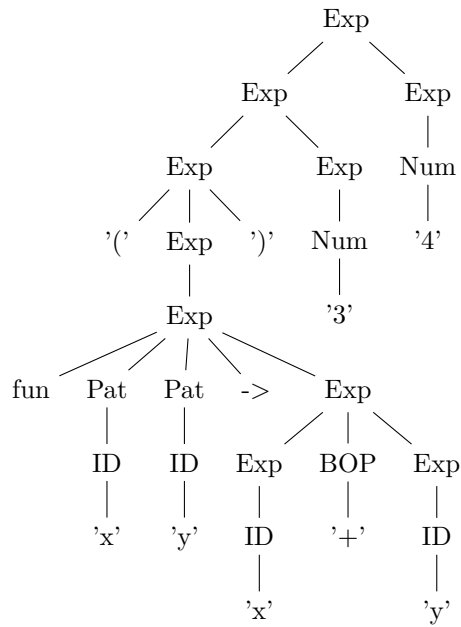 Exp
Exp Exp
Exp Exp Num
'(' Exp ')' Num '4'
Exp '3'
fun Pat Pat -> Exp
ID ID Exp BOP Exp
'x' 'y' ID '+' ID
'x' 'y'